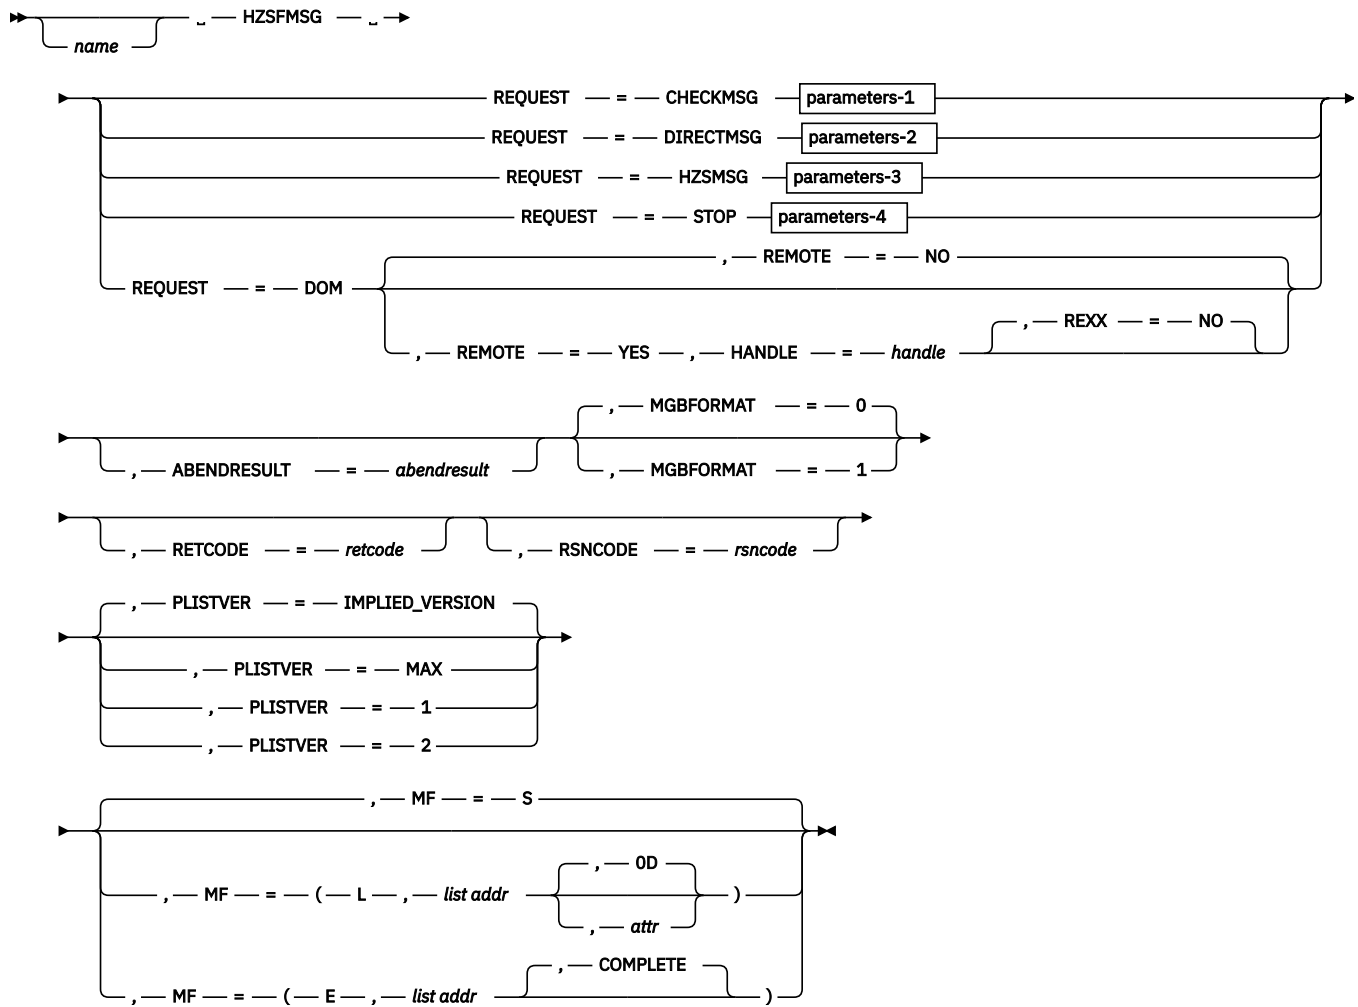 ␣ HZSFMSG ␣
name
REQUEST = CHECKMSG parameters-1
REQUEST = DIRECTMSG parameters-2
REQUEST = HZSMSG parameters-3
REQUEST = STOP parameters-4
, REMOTE = NO
REQUEST = DOM
, REXX = NO
, REMOTE = YES , HANDLE = handle
, MGBFORMAT = 0
, ABENDRESULT = abendresult , MGBFORMAT = 1
, RETCODE = retcode , RSNCODE = rsncode
, PLISTVER = IMPLIED_VERSION
, PLISTVER = MAX
, PLISTVER = 1
, PLISTVER = 2
, MF = S
, 0D
, MF = ( L , list addr )
, attr
, COMPLETE
, MF = ( E , list addr )